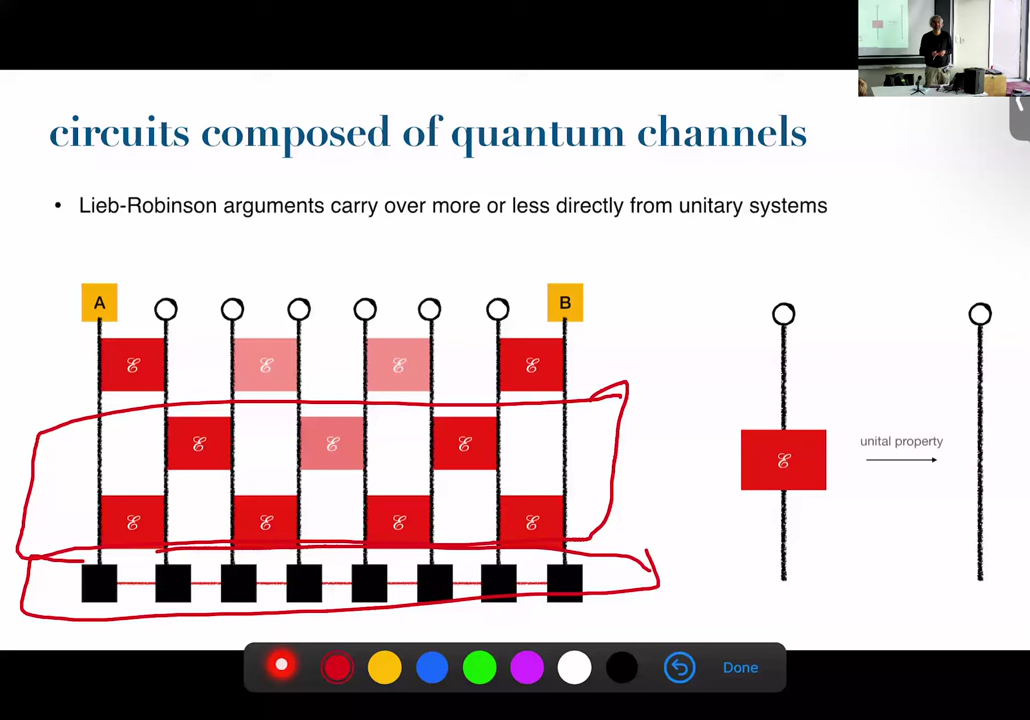 circuits composed of quantum channels
• Lieb-Robinson arguments carry over more or less directly from unitary systems
A B
ℰ ℰ ℰ ℰ
ℰ ℰ ℰ
ℰ ℰ ℰ ℰ
ℰ
unital property
Done